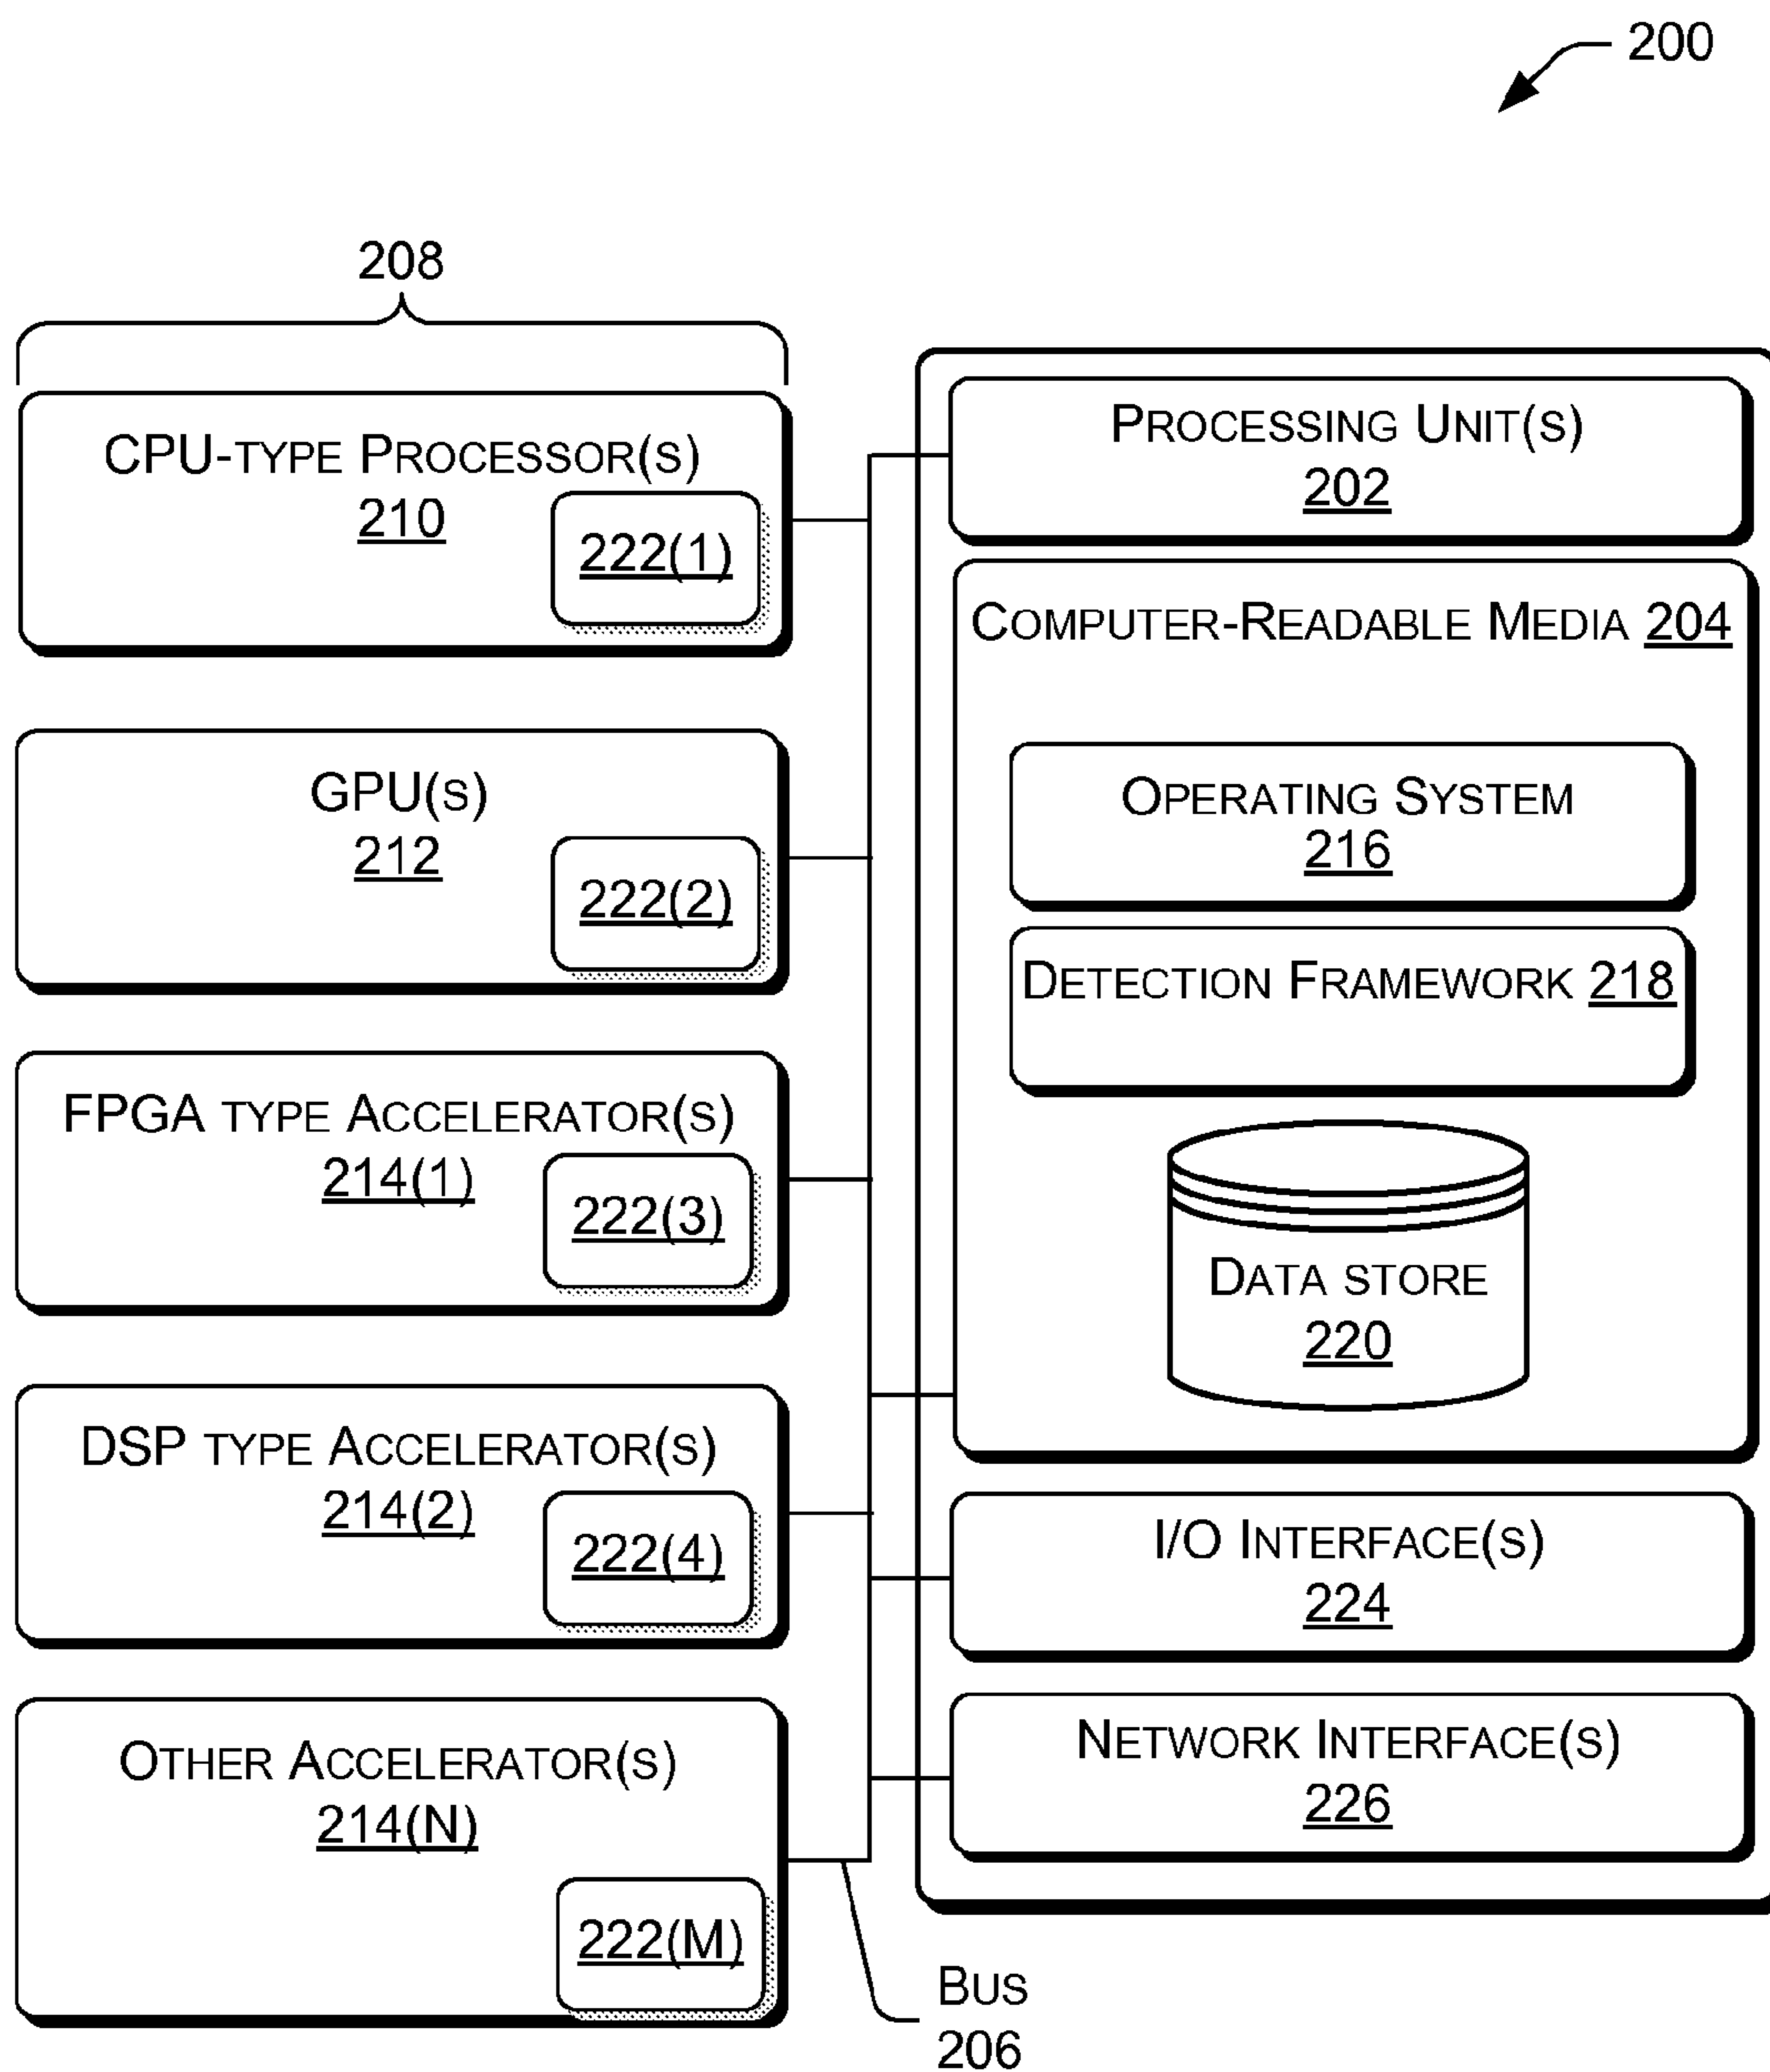 200
208
CPU-TYPE PROCESSOR(S)
210
222(1)
GPU(S)
212
222(2)
FPGA TYPE ACCELERATOR(S)
214(1)
222(3)
DSP TYPE ACCELERATOR(S)
214(2)
222(4)
OTHER ACCELERATOR(S)
214(N)
222(M)
PROCESSING UNIT(S)
202
COMPUTER-READABLE MEDIA 204
OPERATING SYSTEM
216
DETECTION FRAMEWORK 218
DATA STORE
220
I/O INTERFACE(S)
224
NETWORK INTERFACE(S)
226
BUS
206